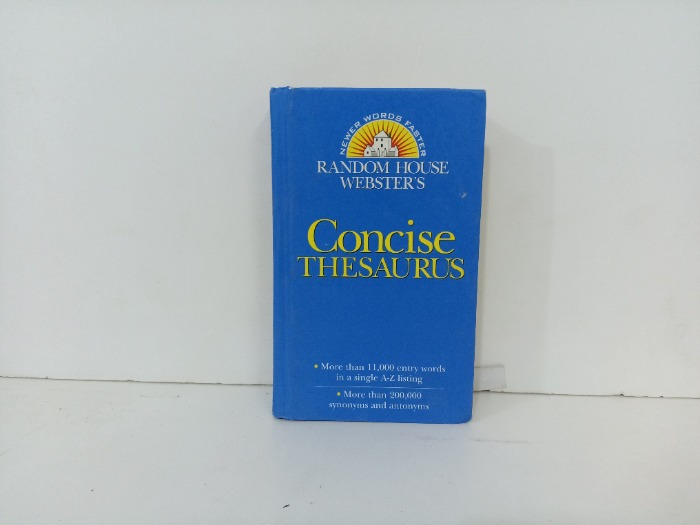 NEWER WORDS FASTER
RANDOM HOUSE
WEBSTER'S
Concise
THESAURUS
• More than 11,000 entry words
in a single A-Z listing
• More than 200,000
synonyms and antonyms